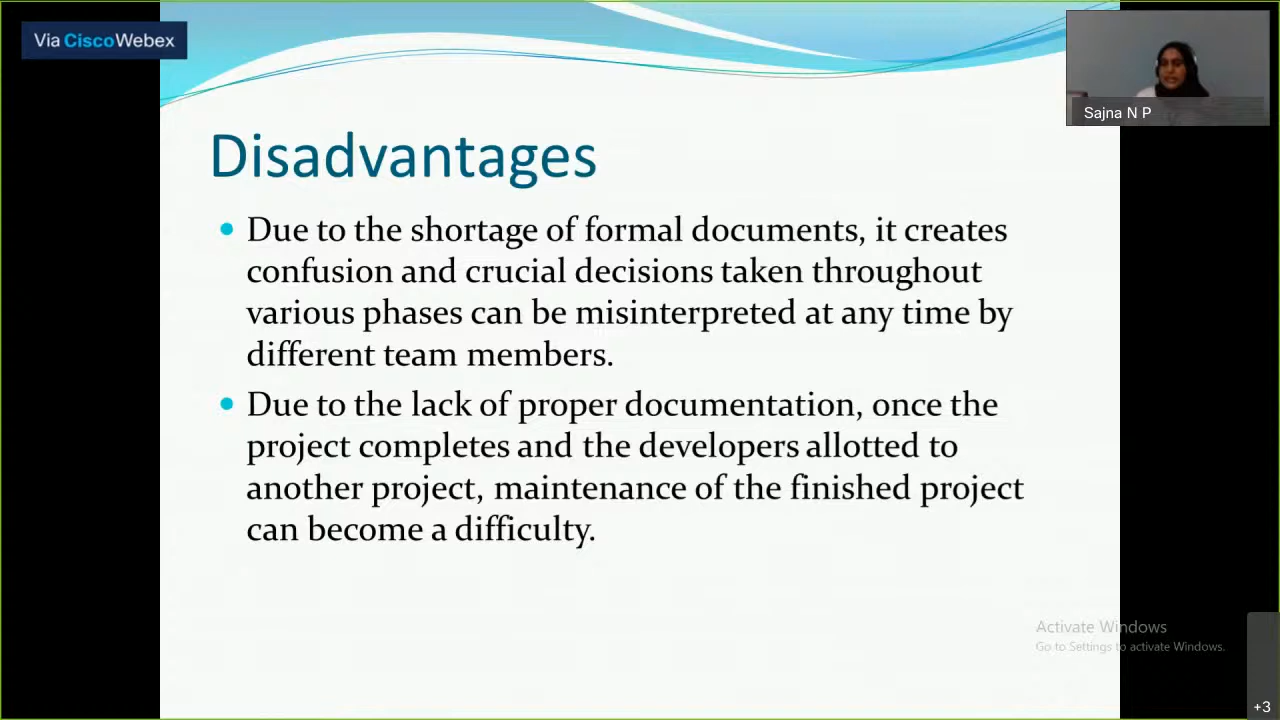 Via Cisco Webex
Sajna N P
Disadvantages
• Due to the shortage of formal documents, it creates
confusion and crucial decisions taken throughout
various phases can be misinterpreted at any time by
different team members.
• Due to the lack of proper documentation, once the
project completes and the developers allotted to
another project, maintenance of the finished project
can become a difficulty.
Activate Windows
Go to Settings to activate Windows.
+3